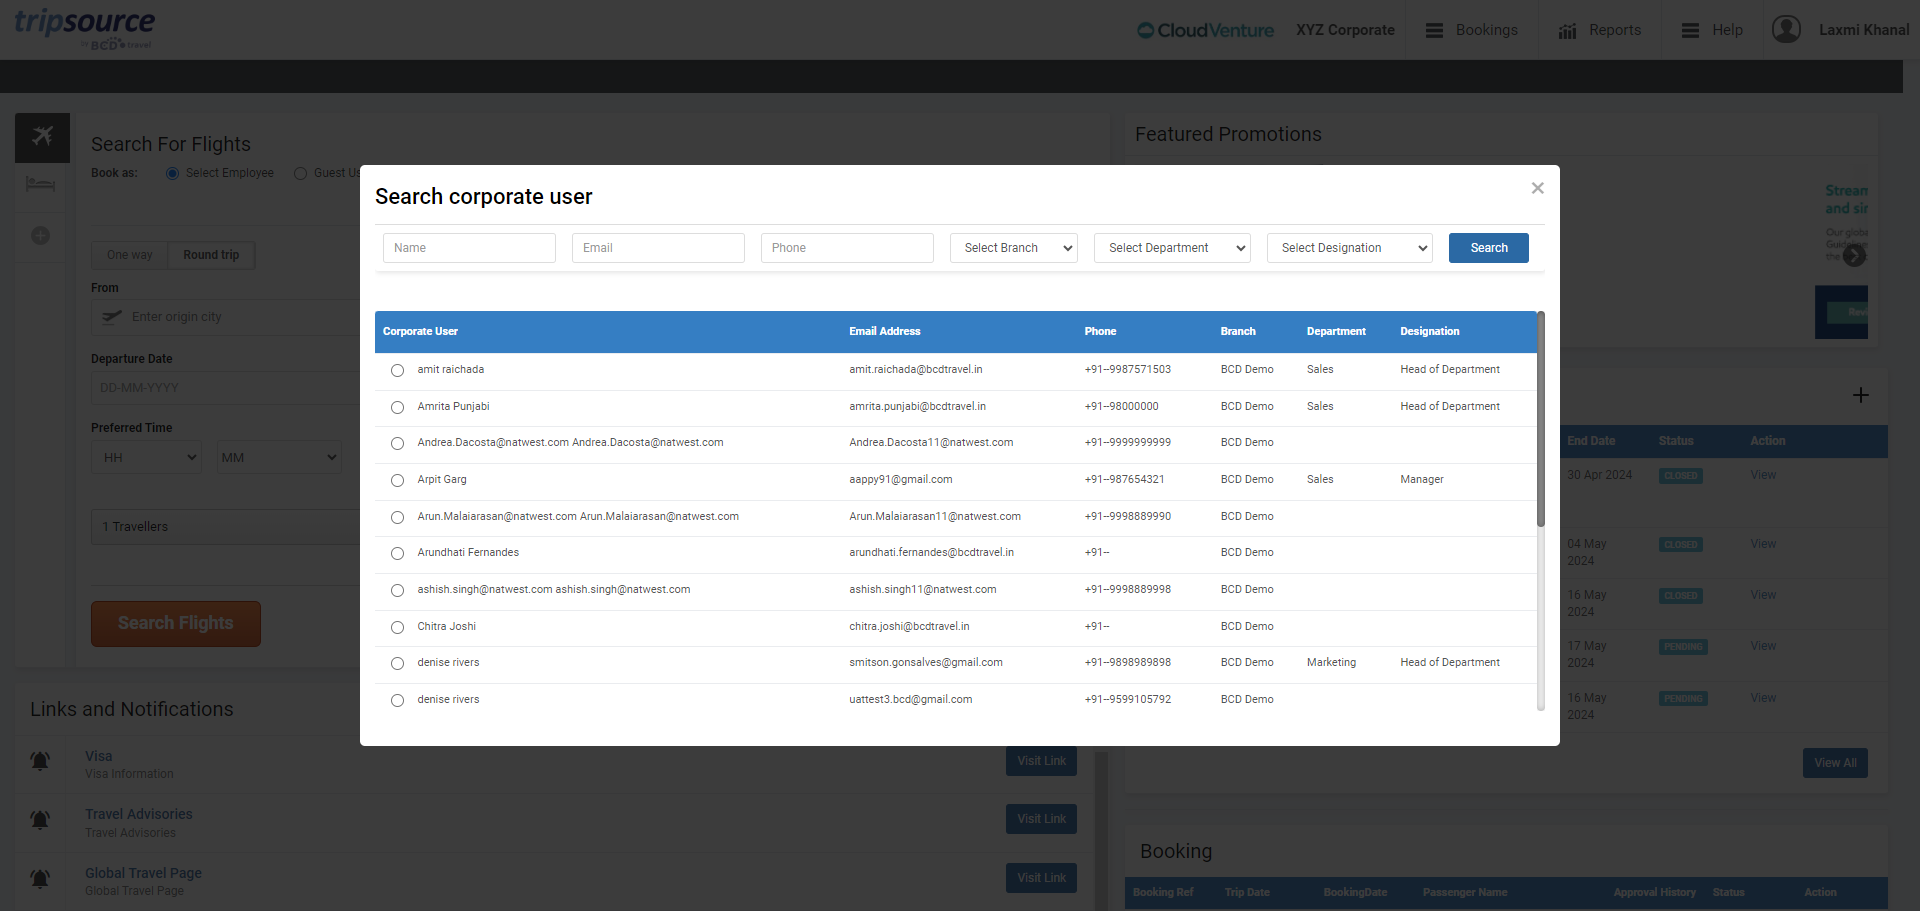 tripsource
by BCD travel
CloudVenture
XYZ Corporate
Bookings
Reports
Help
Laxmi Khanal
Search For Flights
Book as: Select Employee Guest Us
One way Round trip
From
Enter origin city
Departure Date
DD-MM-YYYY
Preferred Time
HH MM
1 Travellers
Search Flights
Featured Promotions
Stream
and sir
Our globa
Guideline
the
Revi
Search corporate user
×
Name Email Phone Select Branch Select Department Select Designation Search
Corporate User Email Address Phone Branch Department Designation
amit raichada amit.raichada@bcdtravel.in +91--9987571503 BCD Demo Sales Head of Department
Amrita Punjabi amrita.punjabi@bcdtravel.in +91--98000000 BCD Demo Sales Head of Department
Andrea.Dacosta@natwest.com Andrea.Dacosta@natwest.com Andrea.Dacosta11@natwest.com +91--9999999999 BCD Demo
Arpit Garg aappy91@gmail.com +91--987654321 BCD Demo Sales Manager
Arun.Malaiarasan@natwest.com Arun.Malaiarasan@natwest.com Arun.Malaiarasan11@natwest.com +91--9998889990 BCD Demo
Arundhati Fernandes arundhati.fernandes@bcdtravel.in +91-- BCD Demo
ashish.singh@natwest.com ashish.singh@natwest.com ashish.singh11@natwest.com +91--9998889998 BCD Demo
Chitra Joshi chitra.joshi@bcdtravel.in +91-- BCD Demo
denise rivers smitson.gonsalves@gmail.com +91--9898989898 BCD Demo Marketing Head of Department
denise rivers uattest3.bcd@gmail.com +91--9599105792 BCD Demo
End Date Status Action
30 Apr 2024 CLOSED View
04 May
2024 CLOSED View
16 May
2024 CLOSED View
17 May
2024 PENDING View
16 May
2024 PENDING View
View All
Links and Notifications
Visa
Visa Information
Visit Link
Travel Advisories
Travel Advisories
Visit Link
Global Travel Page
Global Travel Page
Visit Link
Booking
Booking Ref Trip Date BookingDate Passenger Name Approval History Status Action